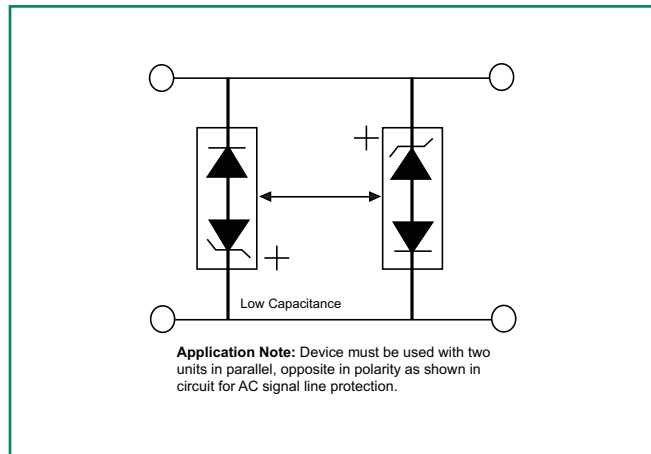 +
+
Low Capacitance
Application Note: Device must be used with two
units in parallel, opposite in polarity as shown in
circuit for AC signal line protection.